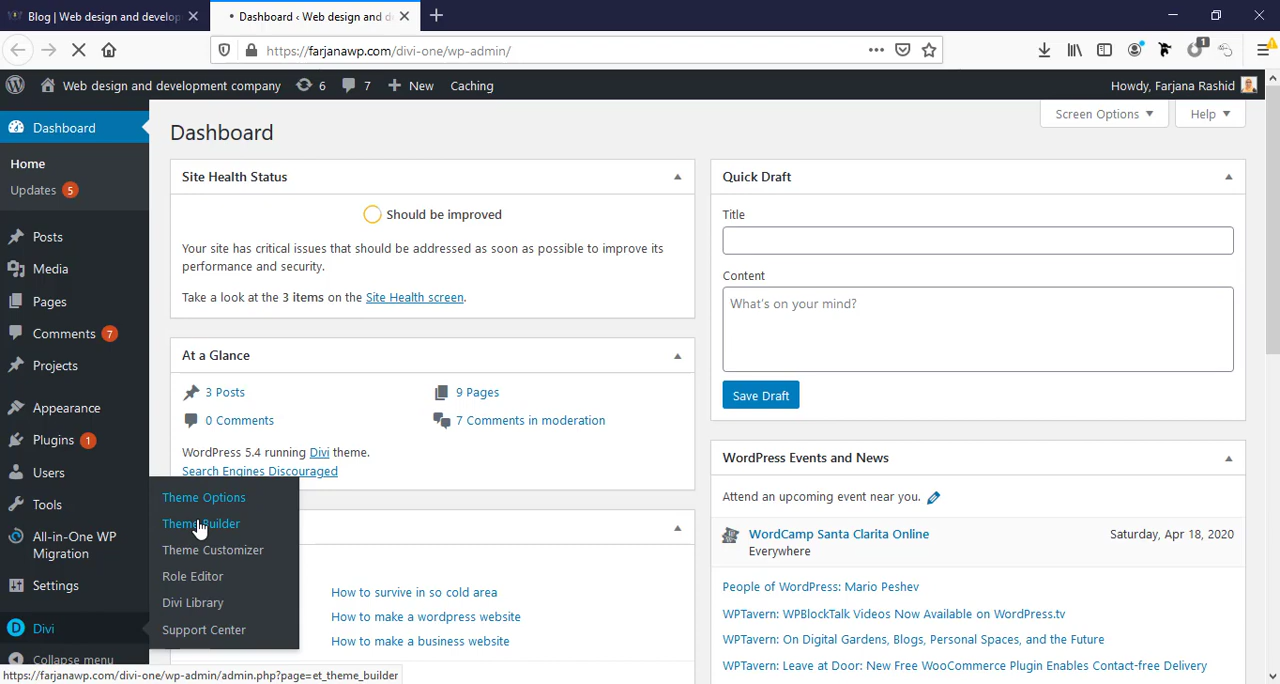 Blog | Web design and develop
Dashboard ‹ Web design and d
https://farjanawp.com/divi-one/wp-admin/
1
Web design and development company
6
7
New
Caching
Howdy, Farjana Rashid
Dashboard
Home
Updates 5
Posts
Media
Pages
Comments 7
Projects
Appearance
Plugins 1
Users
Tools
All-in-One WP
Migration
Settings
Divi
Collapse menu
Theme Options
Theme Builder
Theme Customizer
Role Editor
Divi Library
Support Center
Dashboard
Screen Options
Help
Site Health Status
Should be improved
Your site has critical issues that should be addressed as soon as possible to improve its
performance and security.
Take a look at the 3 items on the Site Health screen.
At a Glance
3 Posts
9 Pages
0 Comments
7 Comments in moderation
WordPress 5.4 running Divi theme.
Search Engines Discouraged
How to survive in so cold area
How to make a wordpress website
How to make a business website
Quick Draft
Title
Content
What's on your mind?
Save Draft
WordPress Events and News
Attend an upcoming event near you.
WordCamp Santa Clarita Online
Saturday, Apr 18, 2020
Everywhere
People of WordPress: Mario Peshev
WPTavern: WPBlockTalk Videos Now Available on WordPress.tv
WPTavern: On Digital Gardens, Blogs, Personal Spaces, and the Future
WPTavern: Leave at Door: New Free WooCommerce Plugin Enables Contact-free Delivery
https://farjanawp.com/divi-one/wp-admin/admin.php?page=et_theme_builder